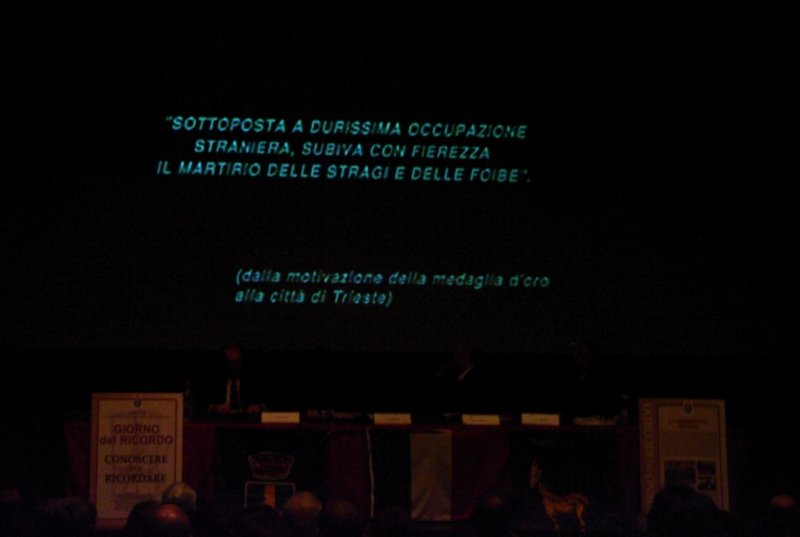 "SOTTOPOSTA A DURISSIMA OCCUPAZIONE
STRANIERA, SUBIVA CON FIEREZZA
IL MARTIRIO DELLE STRAGI E DELLE FOIBE".
(dalla motivazione della medaglia d'oro
alla città di Trieste)
GIORNO
del RICORDO
CONOSCERE
RICORDARE
RICORDO